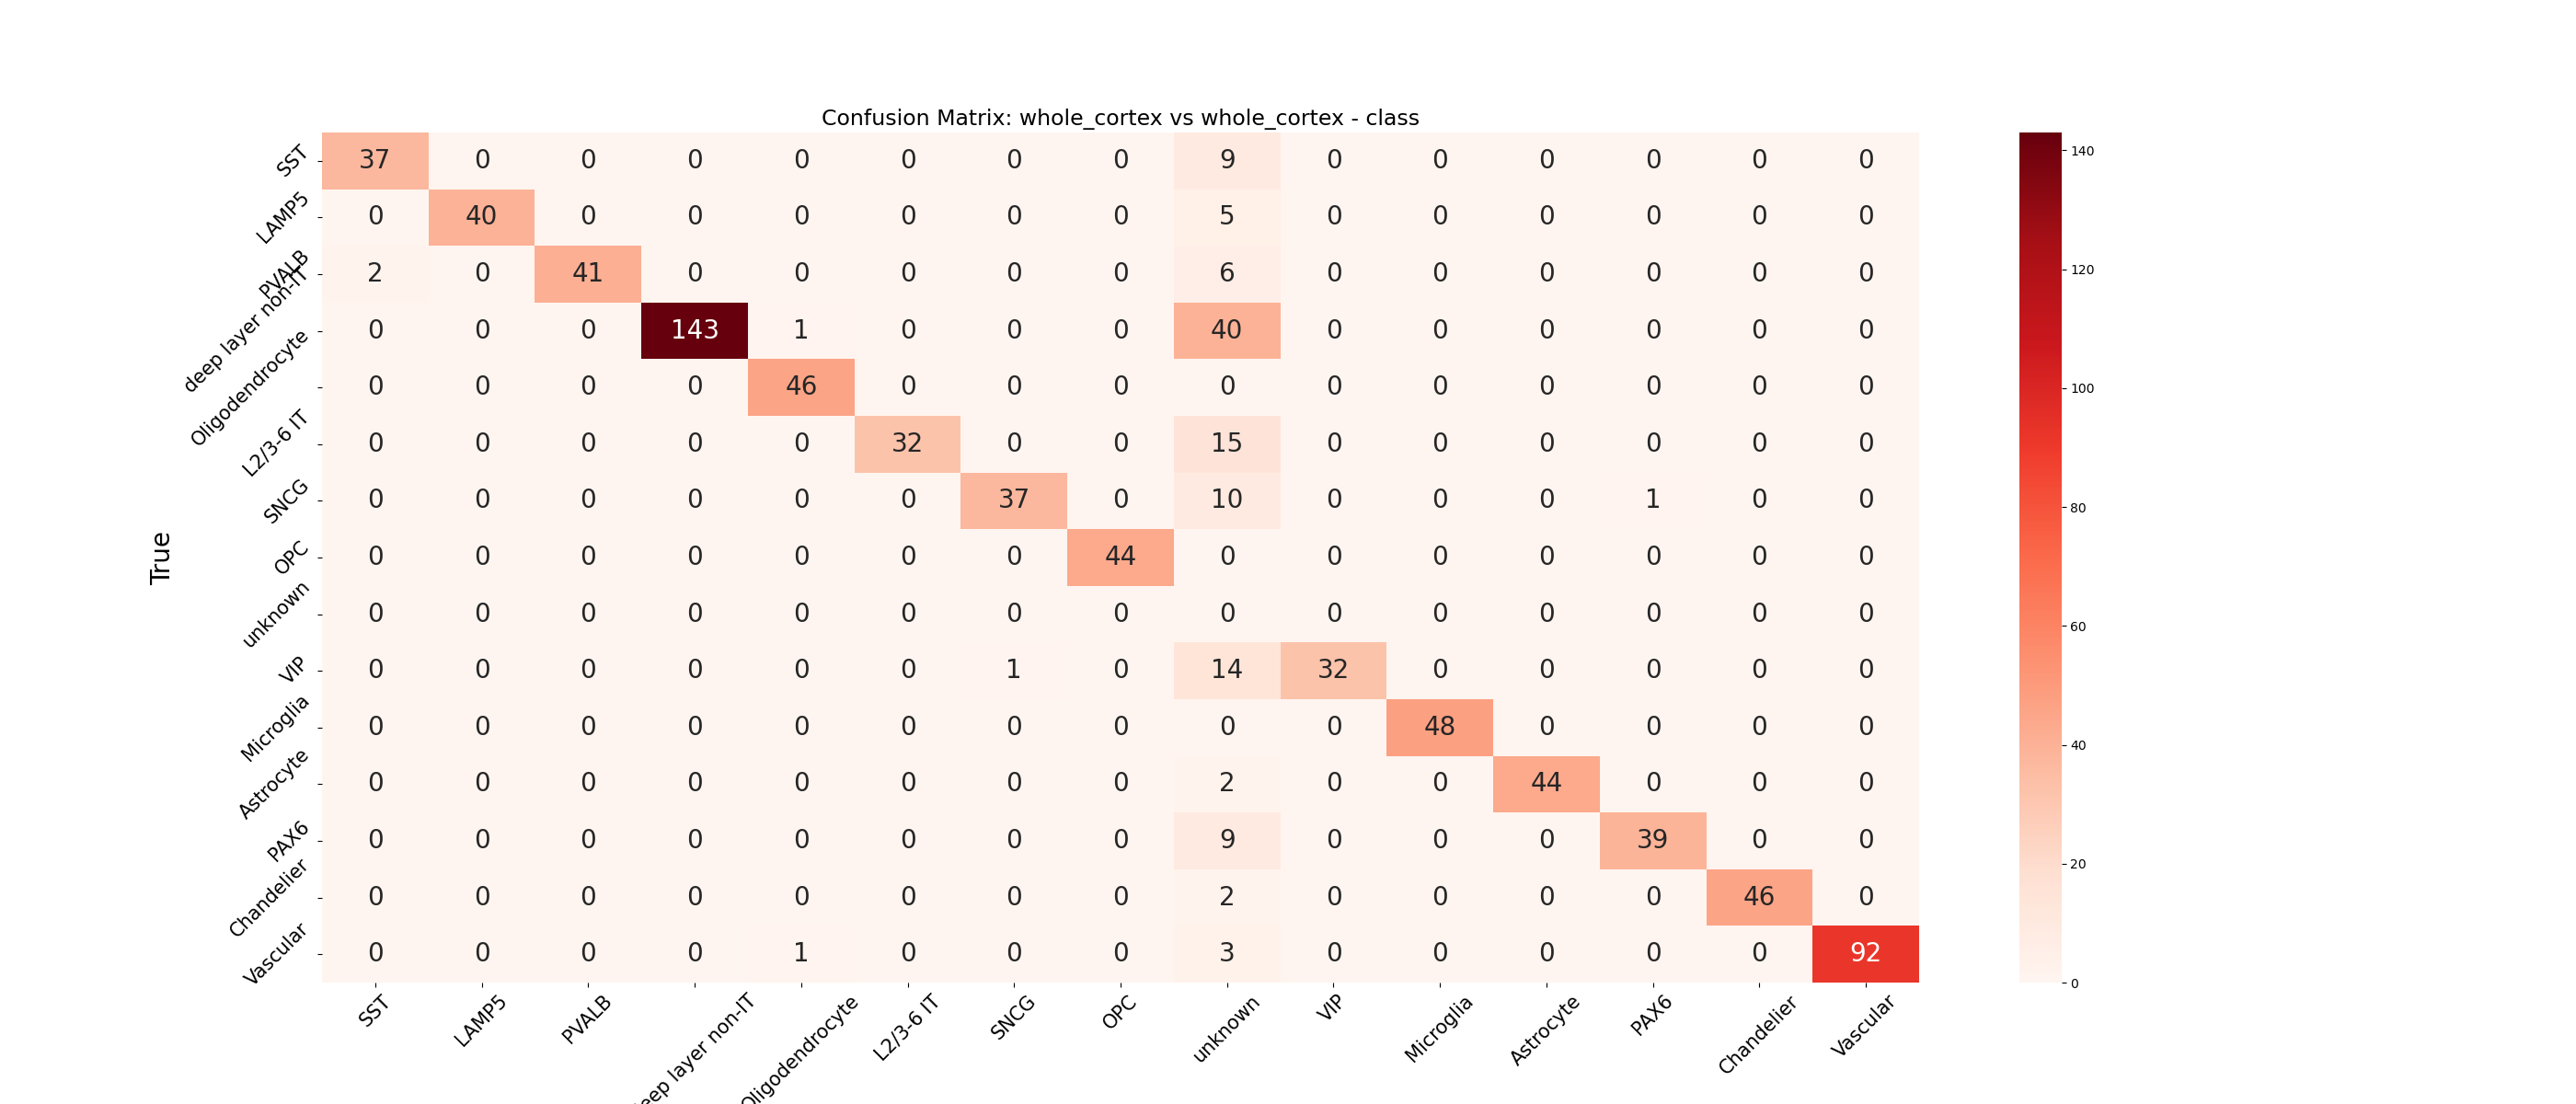 Confusion Matrix: whole_cortex vs whole_cortex - class
SST 37 0 0 0 0 0 0 0 9 0 0 0 0 0 0
LAMP5 0 40 0 0 0 0 0 0 5 0 0 0 0 0 0
PVALB 2 0 41 0 0 0 0 0 6 0 0 0 0 0 0
deep layer non-IT 0 0 0 143 1 0 0 0 40 0 0 0 0 0 0
Oligodendrocyte 0 0 0 0 46 0 0 0 0 0 0 0 0 0 0
L2/3-6 IT 0 0 0 0 0 32 0 0 15 0 0 0 0 0 0
SNCG 0 0 0 0 0 0 37 0 10 0 0 0 1 0 0
OPC 0 0 0 0 0 0 0 44 0 0 0 0 0 0 0
unknown 0 0 0 0 0 0 0 0 0 0 0 0 0 0 0
VIP 0 0 0 0 0 0 1 0 14 32 0 0 0 0 0
Microglia 0 0 0 0 0 0 0 0 0 0 48 0 0 0 0
Astrocyte 0 0 0 0 0 0 0 0 2 0 0 44 0 0 0
PAX6 0 0 0 0 0 0 0 0 9 0 0 0 39 0 0
Chandelier 0 0 0 0 0 0 0 0 2 0 0 0 0 46 0
Vascular 0 0 0 0 1 0 0 0 3 0 0 0 0 0 92
True
SST LAMP5 PVALB eep layer non-IT Oligodendrocyte L2/3-6 IT SNCG OPC unknown VIP Microglia Astrocyte PAX6 Chandelier Vascular
140
120
100
80
60
40
20
0